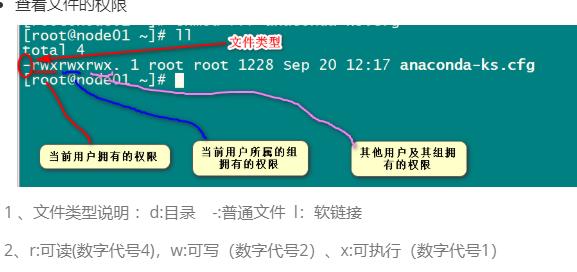 查看文件的权限
[root@node01 ~]# ll
文件类型
total 4
-rwxrwxrwx. 1 root root 1228 Sep 20 12:17 anaconda-ks.cfg
[root@node01 ~]#
当前用户拥有的权限
当前用户所属的组
拥有的权限
其他用户及其组拥
有的权限
1 、文件类型说明 ：d:目录 -:普通文件 l：软链接
2、r:可读(数字代号4)，w:可写（数字代号2）、x:可执行（数字代号1）